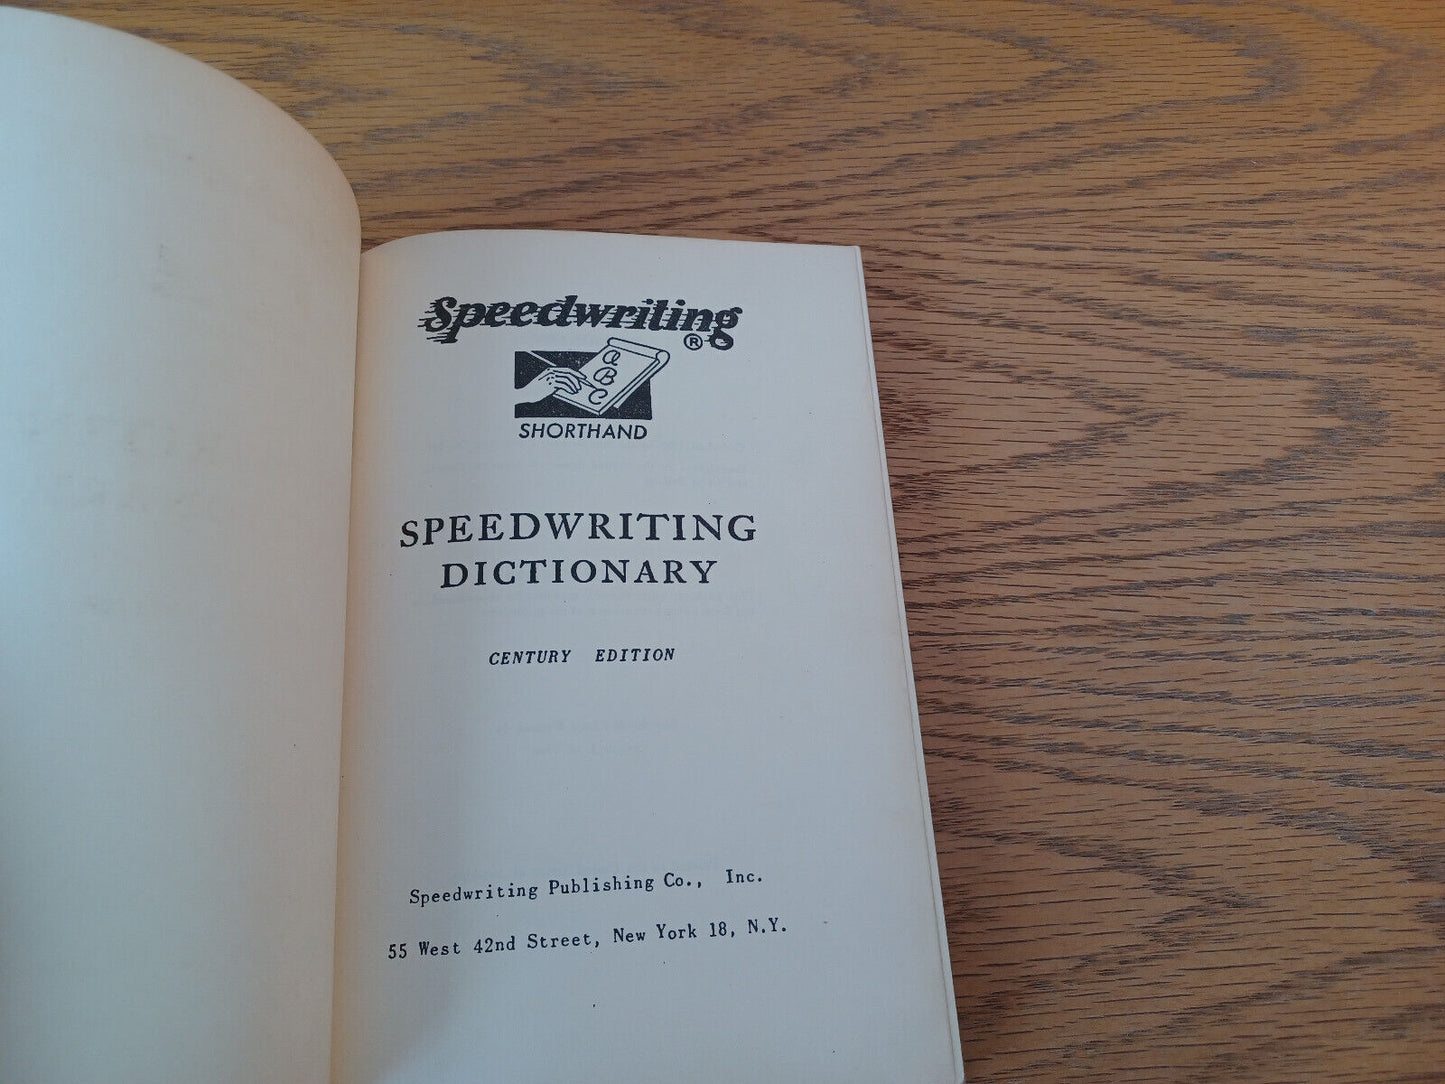 Speedwriting
®
a
B
C
SHORTHAND
SPEEDWRITING
DICTIONARY
CENTURY EDITION
Speedwriting Publishing Co., Inc.
55 West 42nd Street, New York 18, N.Y.